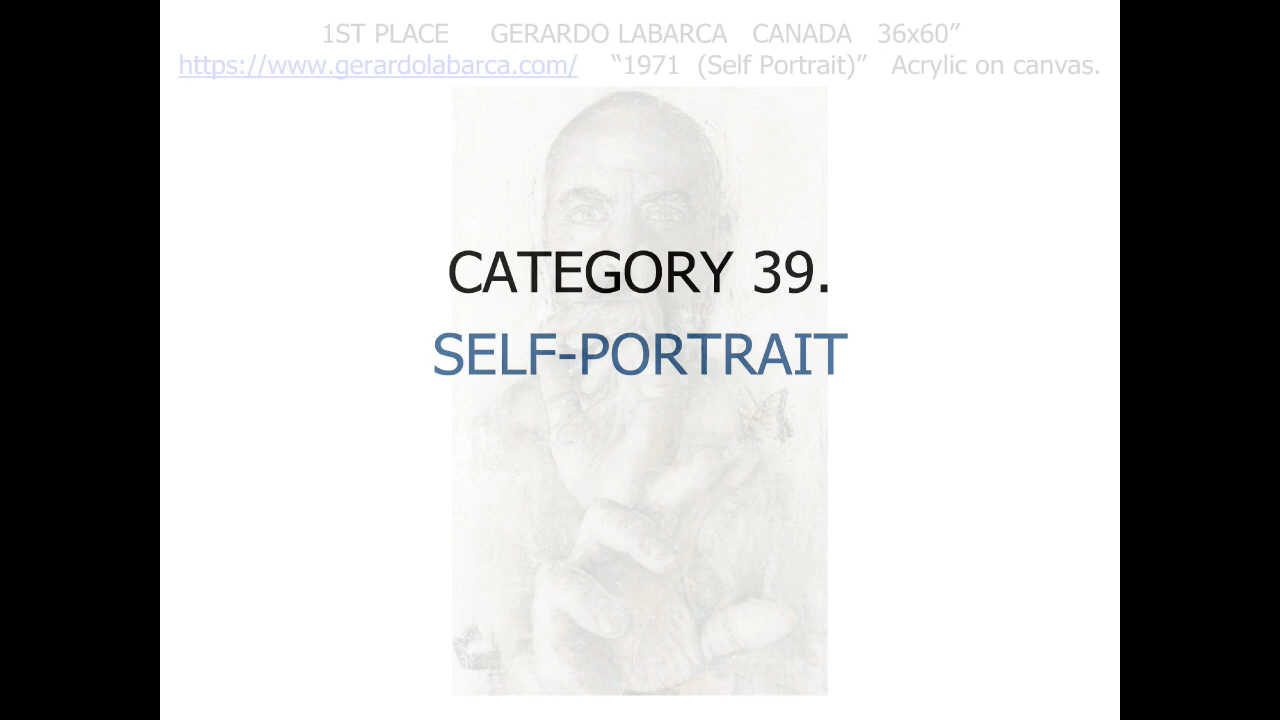 1ST PLACE GERARDO LABARCA CANADA 36x60”
https://www.gerardolabarca.com/ “1971 (Self Portrait)” Acrylic on canvas.
CATEGORY 39.
SELF-PORTRAIT